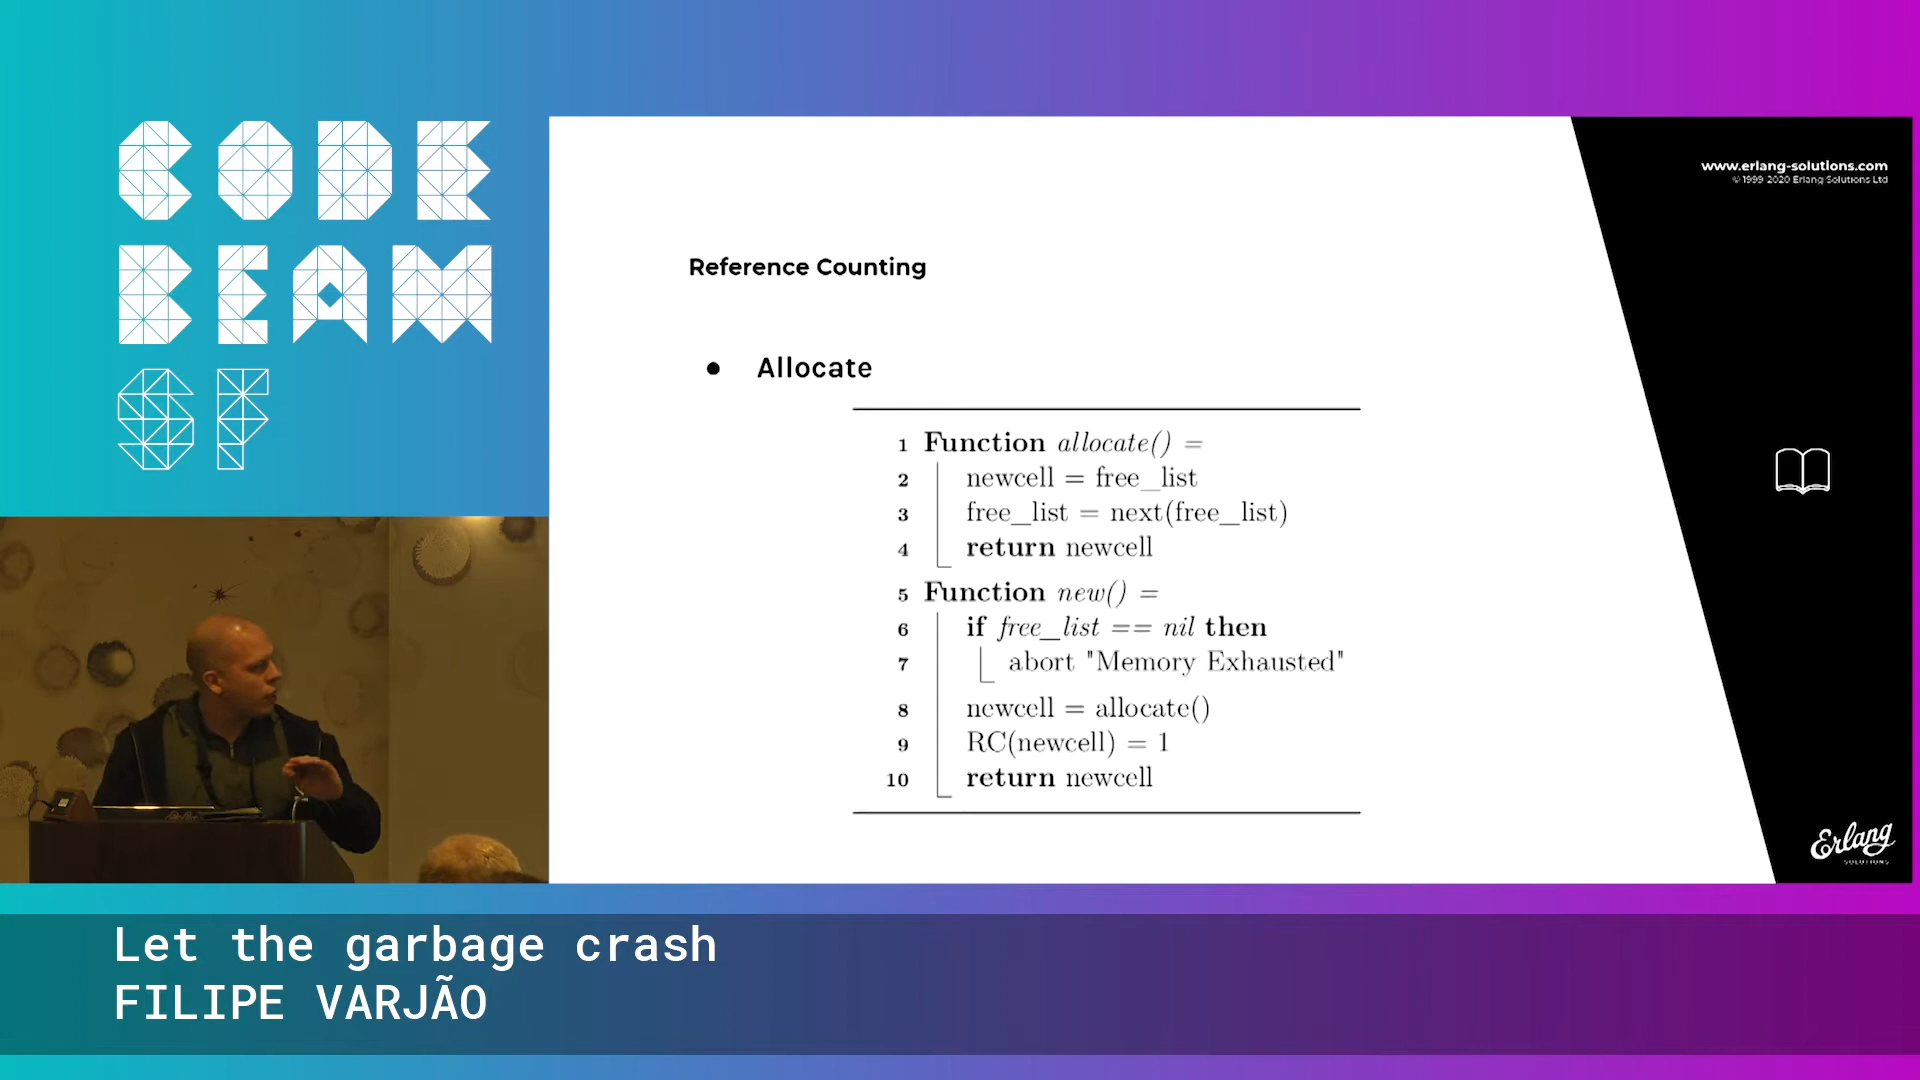 CODE
BEAM
SF
www.erlang-solutions.com
© 1999-2020 Erlang Solutions Ltd
Reference Counting
● Allocate
1 Function allocate() =
2 newcell = free_list
3 free_list = next(free_list)
4 return newcell
5 Function new() =
6 if free_list == nil then
7 abort "Memory Exhausted"
8 newcell = allocate()
9 RC(newcell) = 1
10 return newcell
Erlang
SOLUTIONS
Let the garbage crash
FILIPE VARJÃO